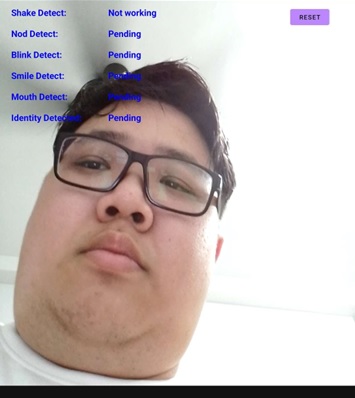 Shake Detect: Not working
RESET
Nod Detect: Pending
Blink Detect: Pending
Smile Detect: Pending
Mouth Detect: Pending
Identity Detection: Pending